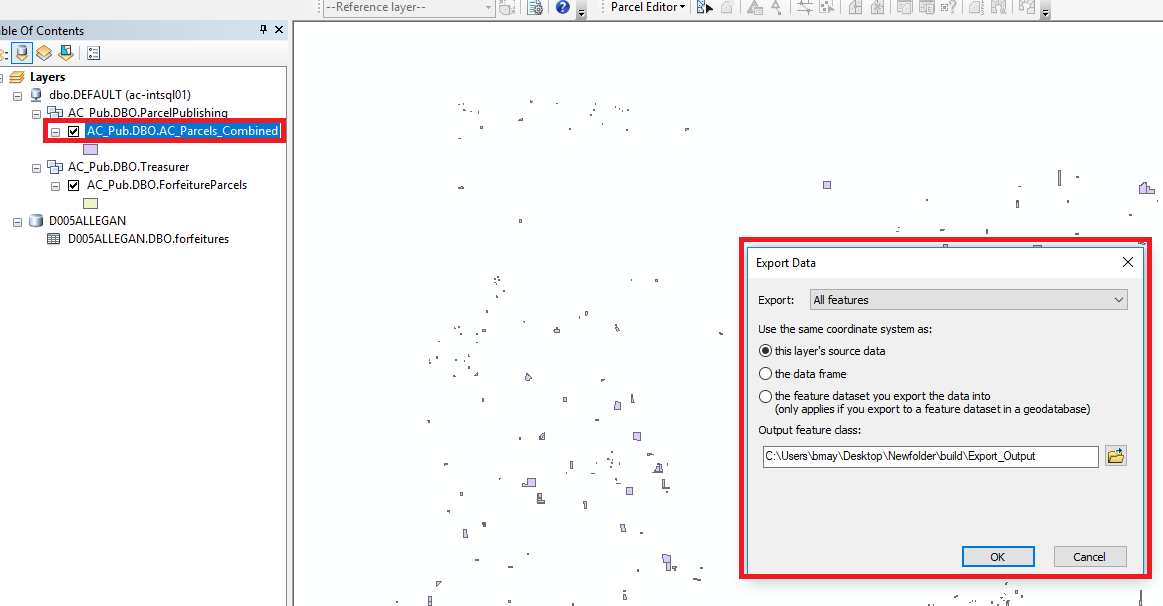 --Reference layer--
Parcel Editor
ble Of Contents
Layers
dbo.DEFAULT (ac-intsql01)
AC_Pub.DBO.ParcelPublishing
AC_Pub.DBO.AC_Parcels_Combined
AC_Pub.DBO.Treasurer
AC_Pub.DBO.ForfeitureParcels
D005ALLEGAN
D005ALLEGAN.DBO.forfeitures
Export Data
Export: All features
Use the same coordinate system as:
this layer's source data
the data frame
the feature dataset you export the data into
(only applies if you export to a feature dataset in a geodatabase)
Output feature class:
C:\Users\bmay\Desktop\Newfolder\build\Export_Output
OK Cancel